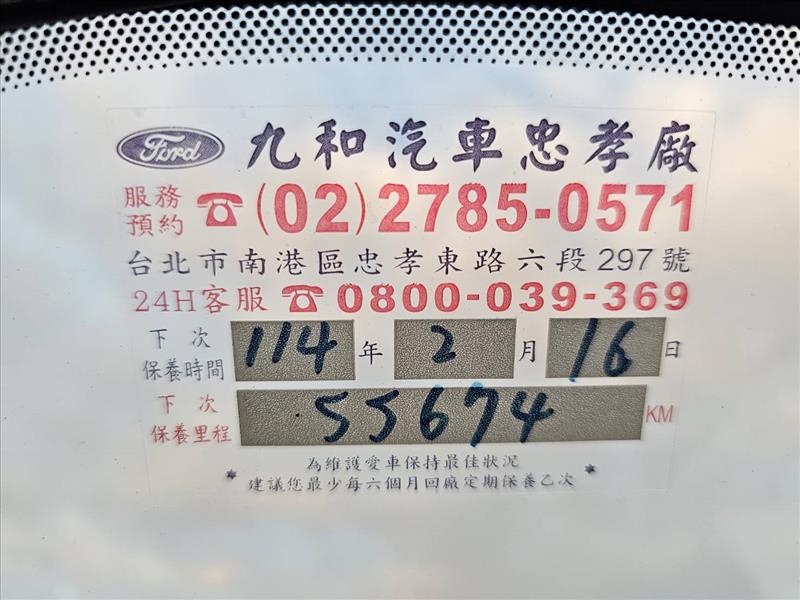 Ford 九和汽車忠孝廠
服務預約 ☎(02)2785-0571
台北市南港區忠孝東路六段297號
24H客服 ☎ 0800-039-369
下次保養時間 114 年 2 月 16 日
下次保養里程 55674 KM
為維護愛車保持最佳狀況
*建議您最少每六個月回廠定期保養乙次*